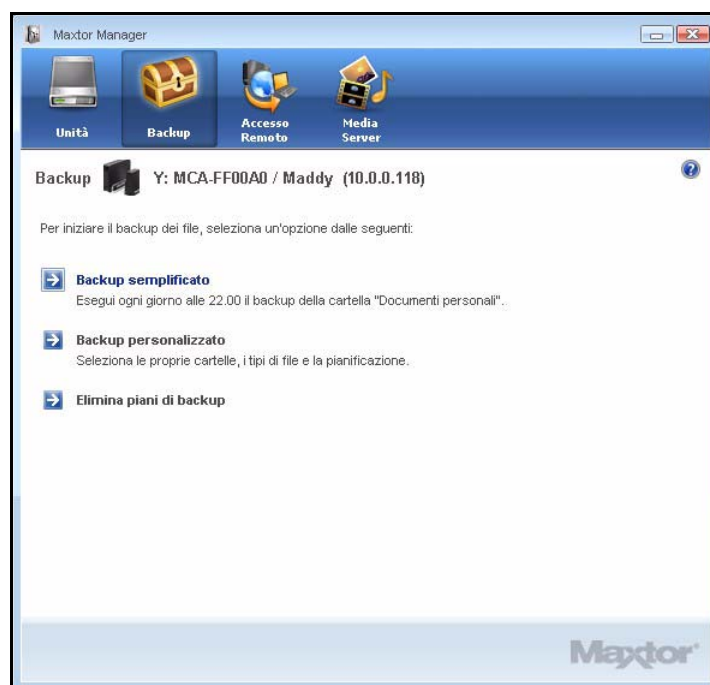 Maxtor Manager
Unità
Backup
Accesso
Remoto
Media
Server
Backup
Y: MCA-FF00A0 / Maddy (10.0.0.118)
?
Per iniziare il backup dei file, seleziona un'opzione dalle seguenti:
Backup semplificato
Esegui ogni giorno alle 22.00 il backup della cartella "Documenti personali".
Backup personalizzato
Seleziona le proprie cartelle, i tipi di file e la pianificazione.
Elimina piani di backup
Maxtor